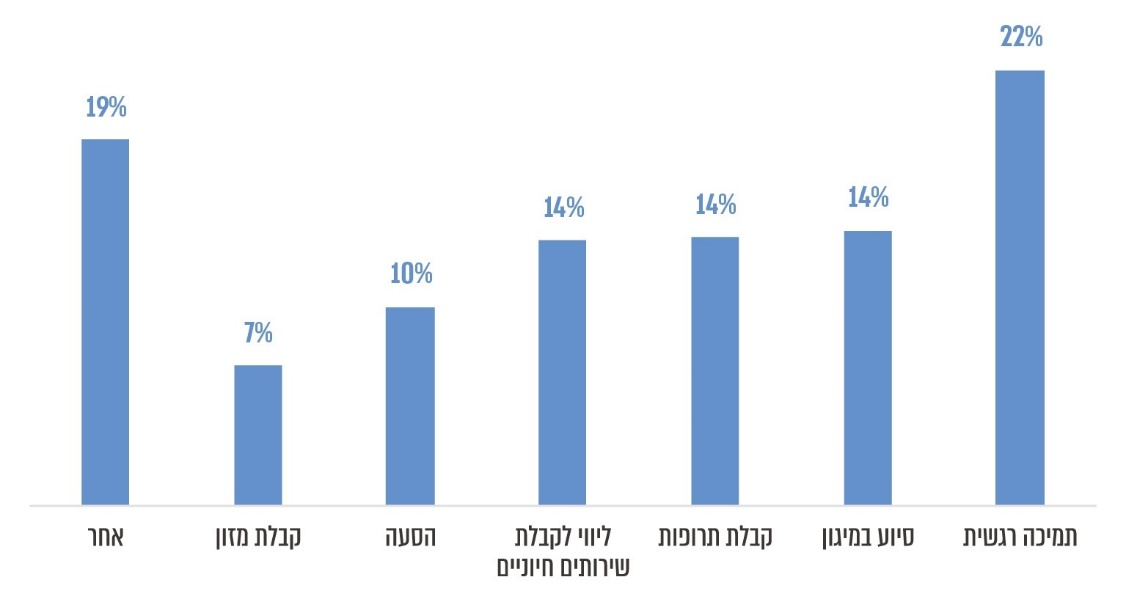 22%
19%
14%
14%
14%
10%
7%
תמיכה רגשית
סיוע במיגון
קבלת תרופות
ליווי לקבלת
שירותים חיוניים
הסעה
קבלת מזון
אחר